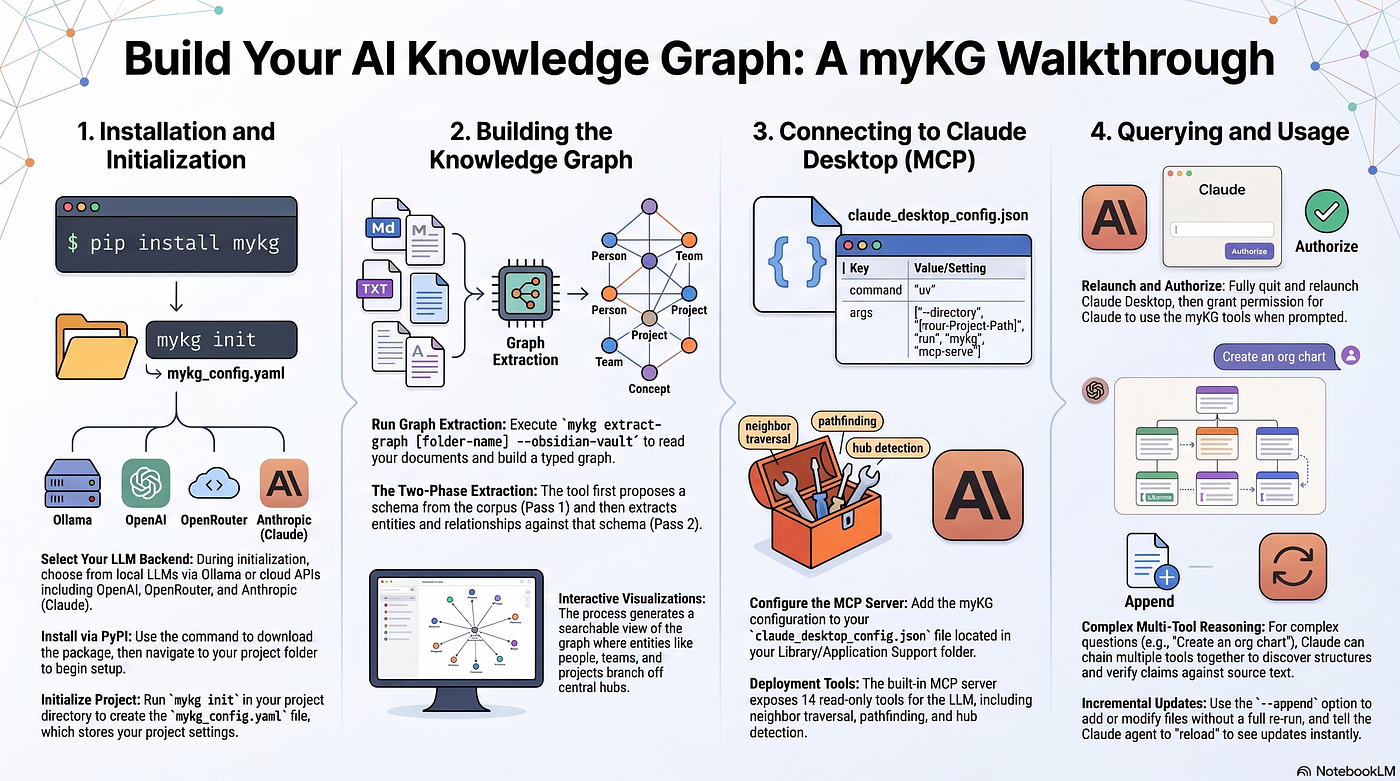 Build Your AI Knowledge Graph: A myKG Walkthrough
1. Installation and
Initialization
$ pip install mykg
mykg init
mykg_config.yaml
Ollama
OpenAI
OpenRouter
Anthropic
(Claude)
Select Your LLM Backend: During initialization,
choose from local LLMs via Ollama or cloud APIs
including OpenAI, OpenRouter, and Anthropic
(Claude).
Install via PyPI: Use the command to download
the package, then navigate to your project folder
to begin setup.
Initialize Project: Run `mykg init` in your project
directory to create the `mykg_config.yaml` file,
which stores your project settings.
2. Building the
Knowledge Graph
Md
M_
TXT
A_
Graph
Extraction
Person
Team
Person
Project
Project
Team
Concept
Run Graph Extraction: Execute `mykg extract-
graph [folder-name] --obsidian-vault´ to read
your documents and build a typed graph.
The Two-Phase Extraction: The tool first proposes a
schema from the corpus (Pass 1) and then extracts
entities and relationships against that schema (Pass 2).
Interactive Visualizations:
The process generates a
searchable view of the
graph where entities like
people, teams, and
projects branch off
central hubs.
3. Connecting to Claude
Desktop (MCP)
claude_desktop_config.json
{ }
Key Value/Setting
command "uv"
args ["--directory",
"[rour-Project-Path]",
"run", "mykg",
"mcp-serve"]
neighbor
traversal
pathfinding
hub detection
Configure the MCP Server: Add the myKG
configuration to your
`claude_desktop_config.json` file located in
your Library/Application Support folder.
Deployment Tools: The built-in MCP server
exposes 14 read-only tools for the LLM, including
neighbor traversal, pathfinding, and hub
detection.
4. Querying and Usage
Claude
Authorize
Authorize
Relaunch and Authorize: Fully quit and relaunch
Claude Desktop, then grant permission for
Claude to use the myKG tools when prompted.
Create an org chart
Append
Complex Multi-Tool Reasoning: For complex
questions (e.g., "Create an org chart"), Claude can
chain multiple tools together to discover structures
and verify claims against source text.
Incremental Updates: Use the `--append` option to
add or modify files without a full re-run, and tell the
Claude agent to "reload" to see updates instantly.
NotebookLM